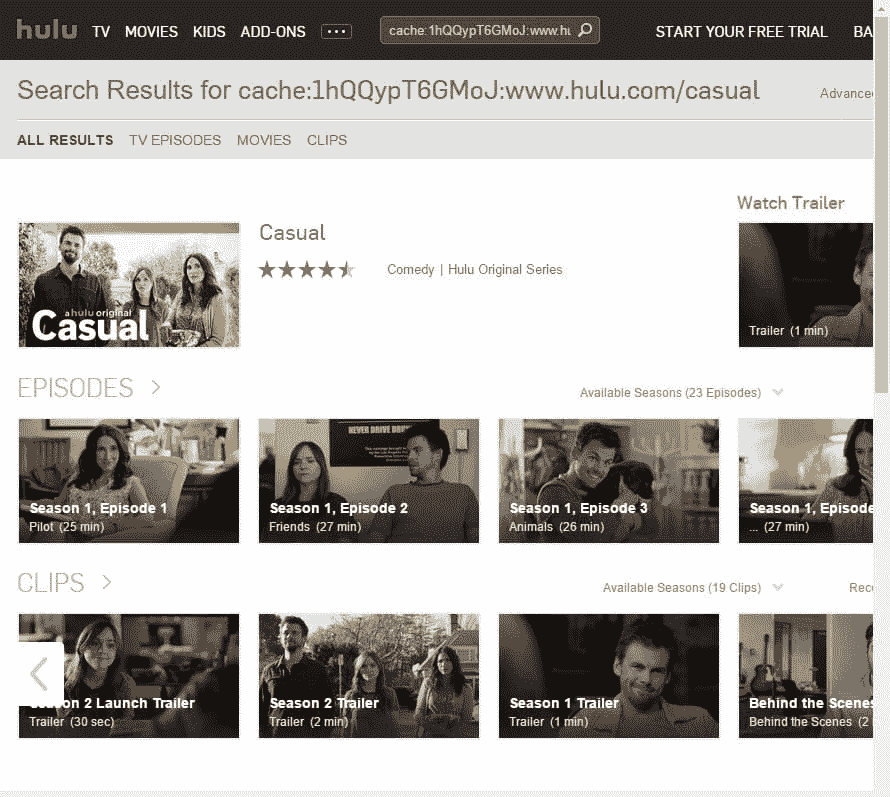 hulu TV MOVIES KIDS ADD-ONS cache:1hQQypT6GMoJ:www.hu START YOUR FREE TRIAL BA
Search Results for cache:1hQQypT6GMoJ:www.hulu.com/casual Advanced
ALL RESULTS TV EPISODES MOVIES CLIPS
Watch Trailer
Casual
Comedy | Hulu Original Series
a hulu original
Casual
Trailer (1 min)
EPISODES
Available Seasons (23 Episodes)
NEVER DRIVE
Season 1, Episode 1 Season 1, Episode 2 Season 1, Episode 3 Season 1, Episode
Pilot (25 min) Friends (27 min) Animals (26 min) ... (27 min)
CLIPS
Available Seasons (19 Clips) Rece
Season 2 Launch Trailer Season 2 Trailer Season 1 Trailer Behind the Scenes
Trailer (30 sec) Trailer (2 min) Trailer (1 min) Behind the Scenes (2